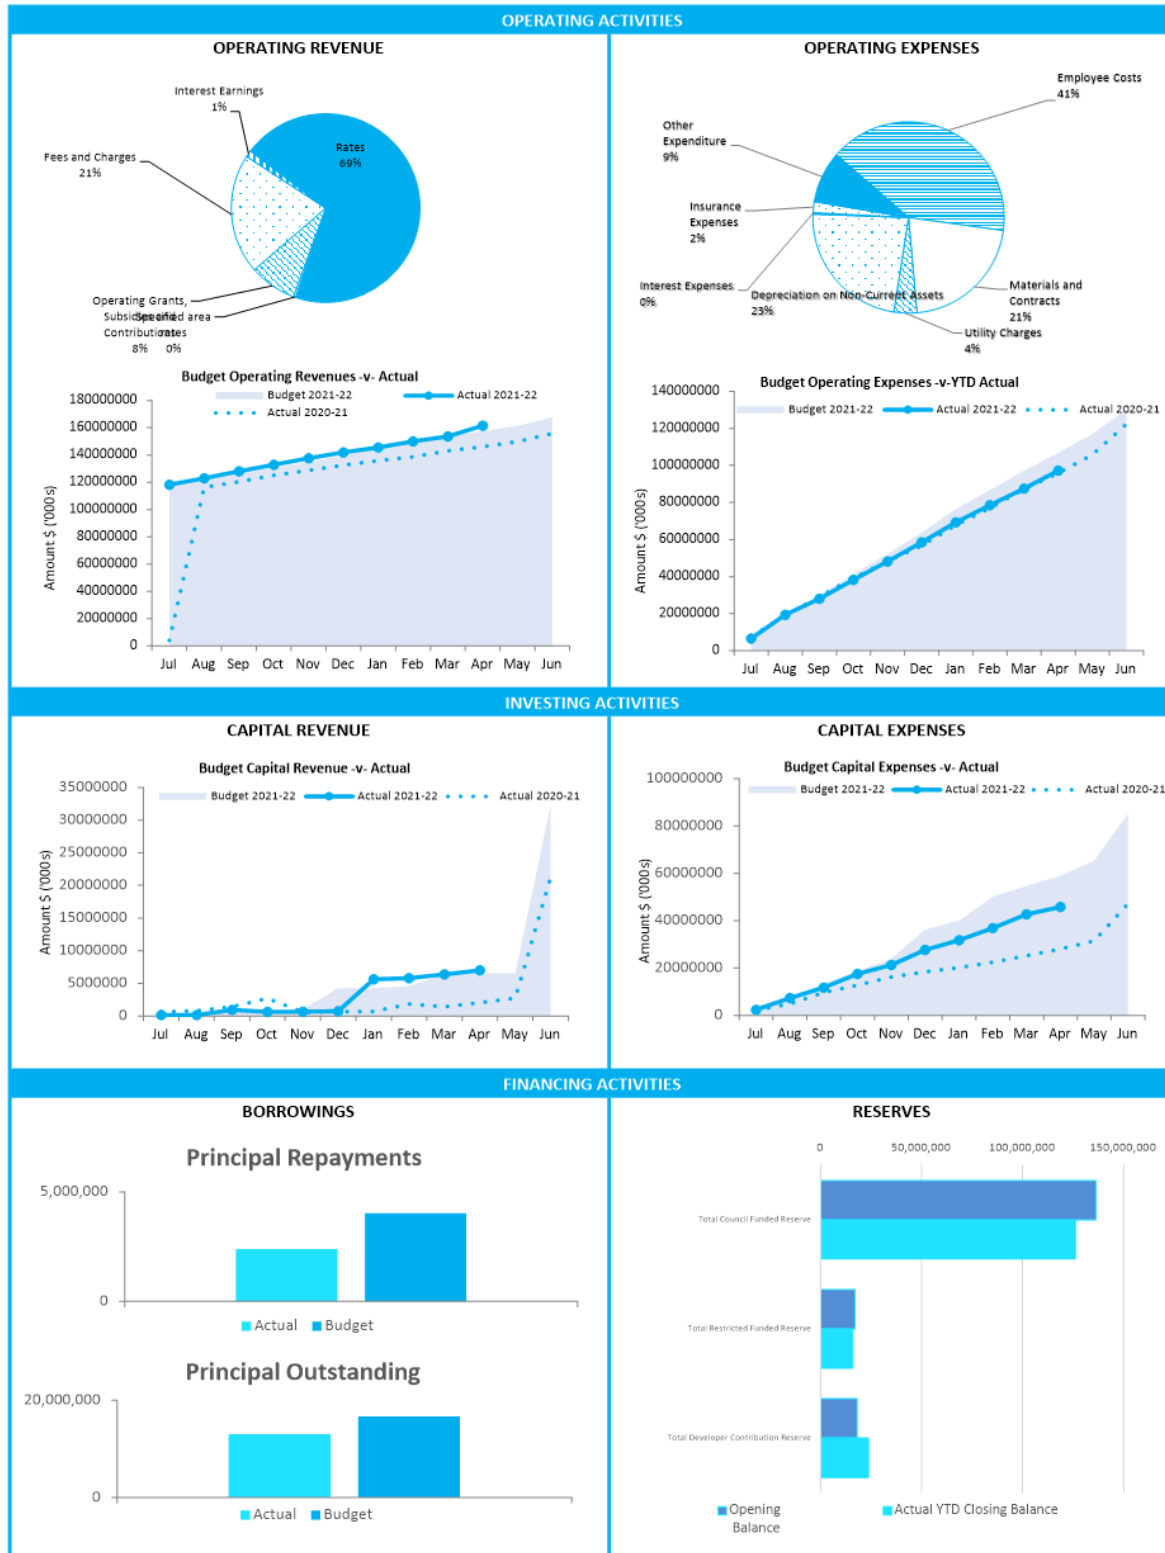 OPERATING ACTIVITIES
OPERATING REVENUE
Interest Earnings
1%
Rates
69%
Fees and Charges
21%
Operating Grants,
Subsidies and
Contributions
8%
Specified area
rates
0%
Budget Operating Revenues -v- Actual
Budget 2021-22
Actual 2021-22
Actual 2020-21
Amount $ ('000s)
180000000
160000000
140000000
120000000
100000000
80000000
60000000
40000000
20000000
0
Jul Aug Sep Oct Nov Dec Jan Feb Mar Apr May Jun
OPERATING EXPENSES
Employee Costs
41%
Other
Expenditure
9%
Insurance
Expenses
2%
Interest Expenses
0%
Depreciation on Non-Current Assets
23%
Materials and
Contracts
21%
Utility Charges
4%
Budget Operating Expenses -v-YTD Actual
Budget 2021-22
Actual 2021-22
Actual 2020-21
Amount $ ('000s)
140000000
120000000
100000000
80000000
60000000
40000000
20000000
0
Jul Aug Sep Oct Nov Dec Jan Feb Mar Apr May Jun
INVESTING ACTIVITIES
CAPITAL REVENUE
Budget Capital Revenue -v- Actual
Budget 2021-22
Actual 2021-22
Actual 2020-21
Amount $ ('000s)
35000000
30000000
25000000
20000000
15000000
10000000
5000000
0
Jul Aug Sep Oct Nov Dec Jan Feb Mar Apr May Jun
CAPITAL EXPENSES
Budget Capital Expenses -v- Actual
Budget 2021-22
Actual 2021-22
Actual 2020-21
Amount $ ('000s)
100000000
80000000
60000000
40000000
20000000
0
Jul Aug Sep Oct Nov Dec Jan Feb Mar Apr May Jun
FINANCING ACTIVITIES
BORROWINGS
Principal Repayments
5,000,000
0
Actual Budget
Principal Outstanding
20,000,000
0
Actual Budget
RESERVES
0 50,000,000 100,000,000 150,000,000
Total Council Funded Reserve
Total Restricted Funded Reserve
Total Developer Contribution Reserve
Opening
Balance
Actual YTD Closing Balance